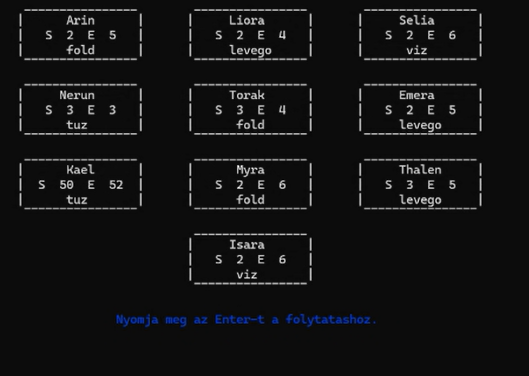 Arin Liora Selia
S 2 E 5 S 2 E 4 S 2 E 6
fold levego viz
Nerun Torak Emera
S 3 E 3 S 3 E 4 S 2 E 5
tuz fold levego
Kael Myra Thalen
S 50 E 52 S 2 E 6 S 3 E 5
tuz fold levego
Isara
S 2 E 6
viz
Nyomja meg az Enter-t a folytatashoz.